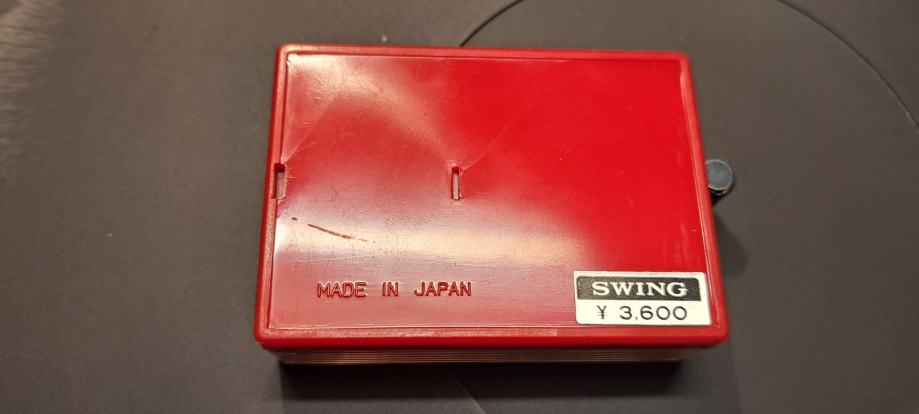 MADE IN JAPAN
SWING
¥ 3,600